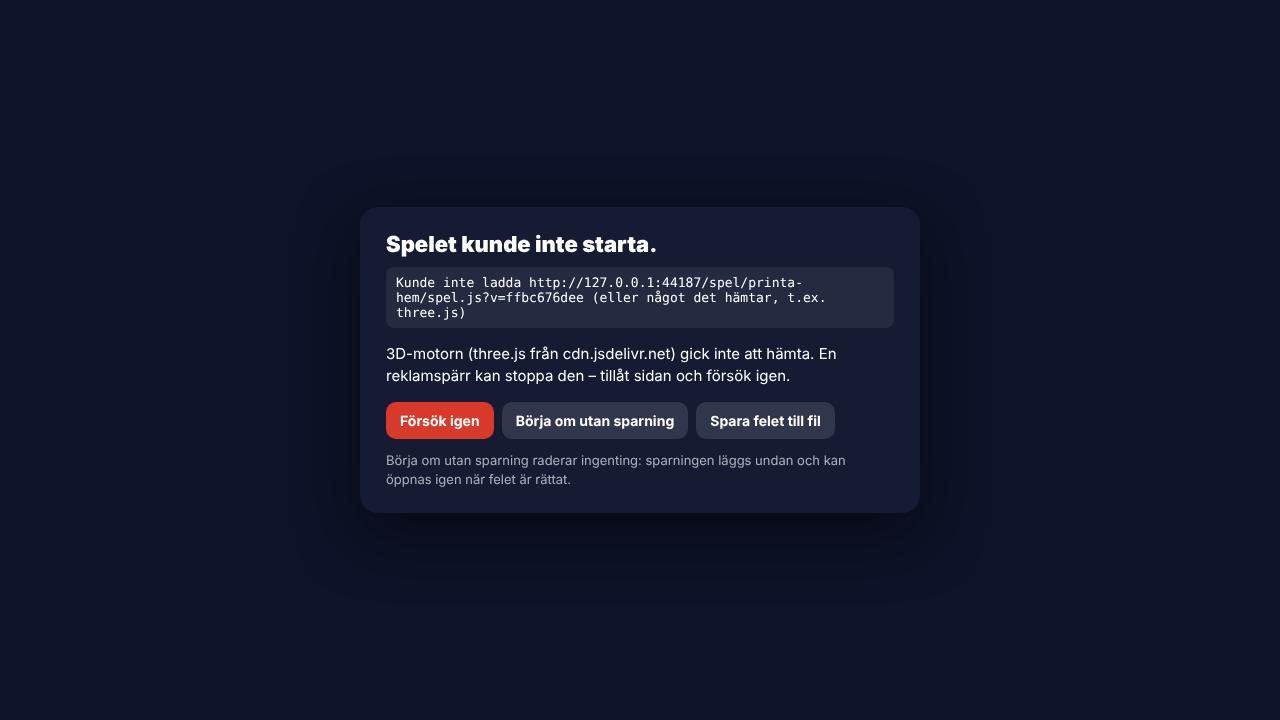 Spelet kunde inte starta.
Kunde inte ladda http://127.0.0.1:44187/spel/printa-
hem/spel.js?v=ffbc676dee (eller något det hämtar, t.ex.
three.js)
3D-motorn (three.js från cdn.jsdelivr.net) gick inte att hämta. En
reklamspärr kan stoppa den – tillåt sidan och försök igen.
Försök igen
Börja om utan sparning
Spara felet till fil
Börja om utan sparning raderar ingenting: sparningen läggs undan och kan
öppnas igen när felet är rättat.